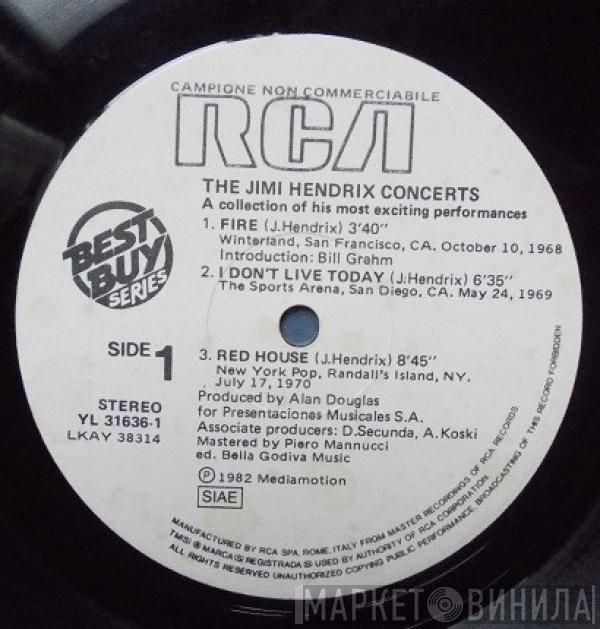 CAMPIONE NON COMMERCIABILE
RCA
THE JIMI HENDRIX CONCERTS
A collection of his most exciting performances
1. FIRE (J.Hendrix) 3'40"
Winterland, San Francisco, CA. October 10, 1968
Introduction: Bill Grahm
2. I DON'T LIVE TODAY (J.Hendrix) 6'35"
The Sports Arena, San Diego, CA. May 24, 1969
BEST
BUY
SERIES
SIDE 1
3. RED HOUSE (J.Hendrix) 8'45"
New York Pop, Randall's Island, NY.
July 17, 1970
STEREO
YL 31636-1
LKAY 38314
Produced by Alan Douglas
for Presentaciones Musicales S.A.
Associate producers: D.Secunda, A.Koski
Mastered by Piero Mannucci
ed. Bella Godiva Music
Ⓟ 1982 Mediamotion
SIAE
MANUFACTURED BY RCA SPA, ROME, ITALY FROM MASTER RECORDINGS OF RCA RECORDS
TM(S) ® MARCA(S) REGISTRADA(S) USED BY AUTHORITY OF RCA CORPORATION
ALL RIGHTS RESERVED UNAUTHORIZED COPYING PUBLIC PERFORMANCE, BROADCASTING OF THIS RECORD FORBIDDEN
МАРКЕТ ВИНИЛА